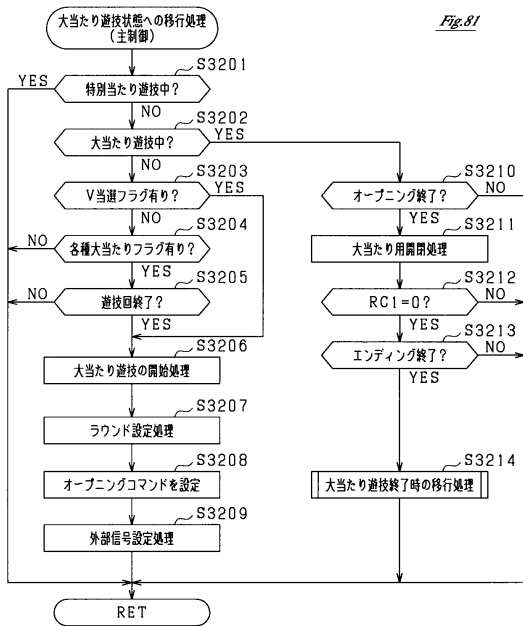 Fig.81
大当たり遊技状態への移行処理
(主制御)
S3201
YES
特別当たり遊技中?
NO
S3202
大当たり遊技中?
YES
NO
S3203
V当選フラグ有り?
YES
NO
S3204
NO
各種大当たりフラグ有り?
YES
S3205
NO
遊技回終了?
YES
S3206
大当たり遊技の開始処理
S3207
ラウンド設定処理
S3208
オープニングコマンドを設定
S3209
外部信号設定処理
RET
S3210
オープニング終了?
NO
YES
S3211
大当たり用開閉処理
S3212
RC1=0?
NO
YES
S3213
エンディング終了?
NO
YES
S3214
大当たり遊技終了時の移行処理